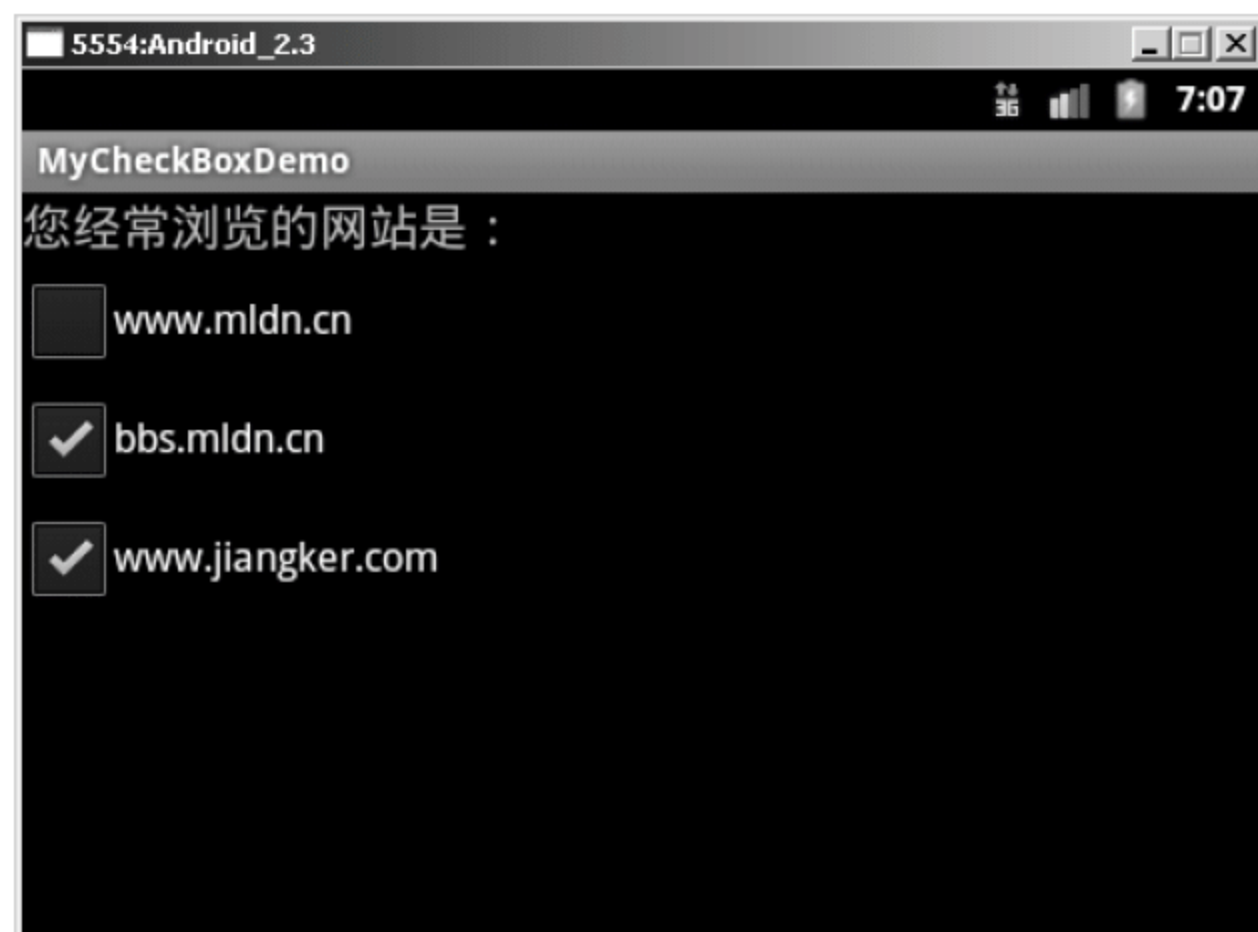 5554:Android_2.3
3G 7:07
MyCheckBoxDemo
您经常浏览的网站是：
www.mldn.cn
bbs.mldn.cn
www.jiangker.com